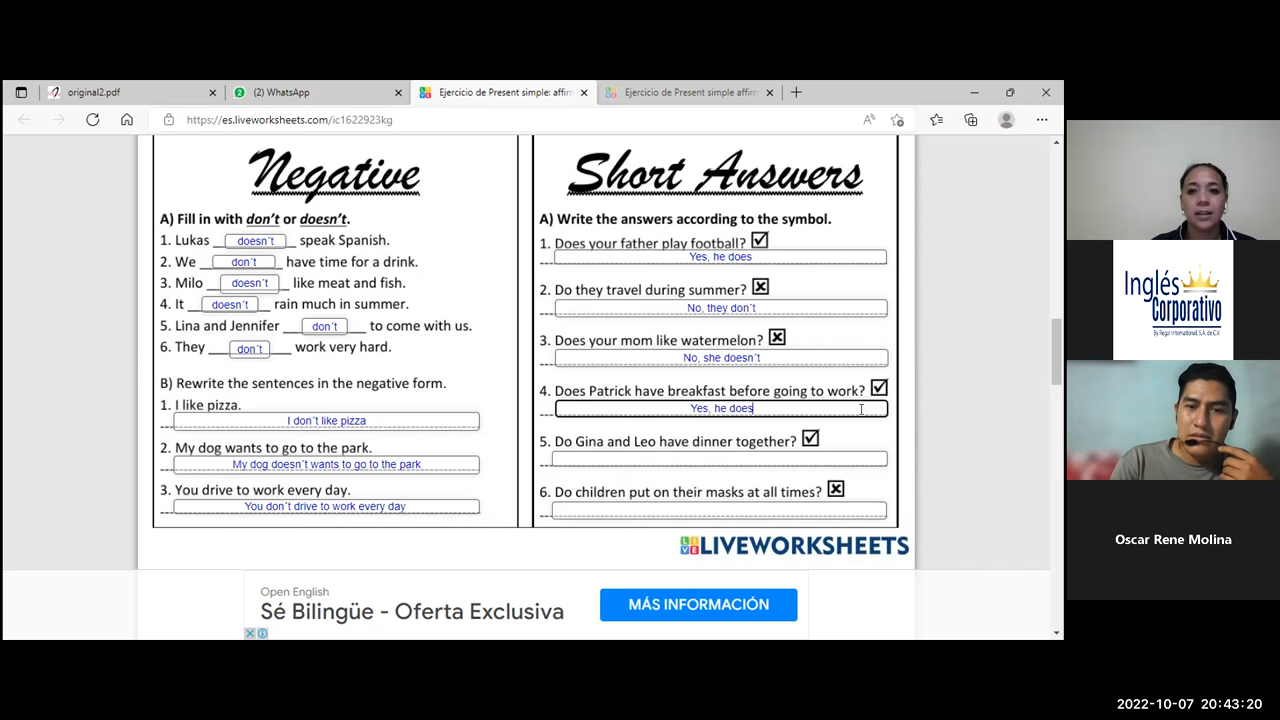 original2.pdf
(2) WhatsApp
Ejercicio de Present simple: affirm
Ejercicio de Present simple affirm
https://es.liveworksheets.com/ic1622923kg
Negative
A) Fill in with don't or doesn't.
1. Lukas doesn´t speak Spanish.
2. We don´t have time for a drink.
3. Milo doesn´t like meat and fish.
4. It doesn´t rain much in summer.
5. Lina and Jennifer don´t to come with us.
6. They don´t work very hard.
B) Rewrite the sentences in the negative form.
1. I like pizza.
I don´t like pizza
2. My dog wants to go to the park.
My dog doesn´t wants to go to the park
3. You drive to work every day.
You don´t drive to work every day
Short Answers
A) Write the answers according to the symbol.
1. Does your father play football?
Yes, he does
2. Do they travel during summer?
No, they don´t
3. Does your mom like watermelon?
No, she doesn´t
4. Does Patrick have breakfast before going to work?
Yes, he does
5. Do Gina and Leo have dinner together?
6. Do children put on their masks at all times?
LIVE LIVEWORKSHEETS
Open English
Sé Bilingüe - Oferta Exclusiva
MÁS INFORMACIÓN
Inglés
Corporativo
By Regal International, S.A. de C.V.
Oscar Rene Molina
2022-10-07 20:43:20